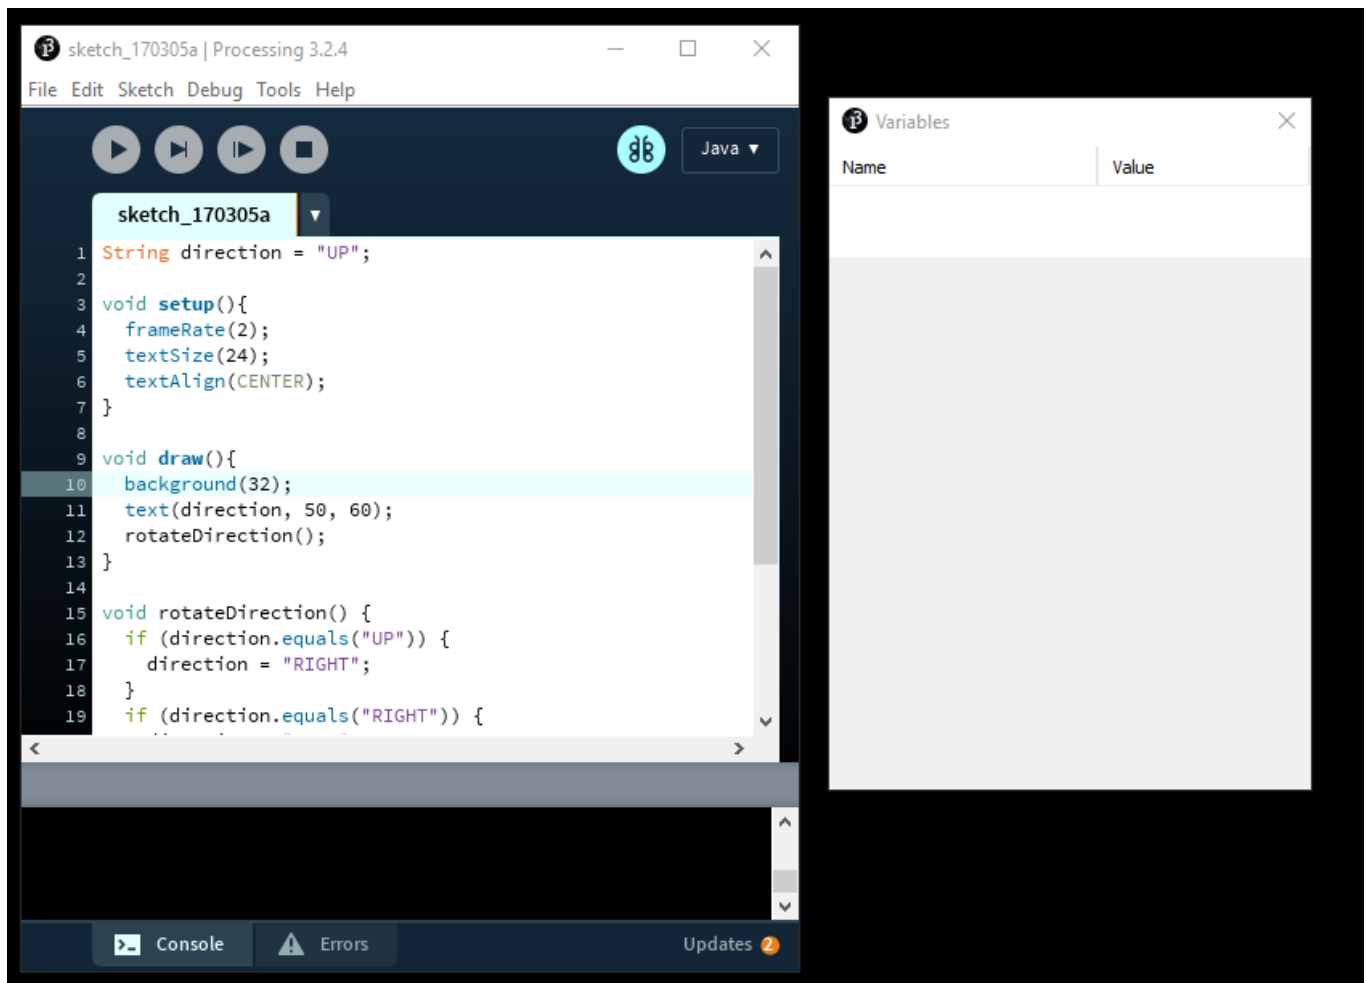 sketch_170305a | Processing 3.2.4
File Edit Sketch Debug Tools Help
Java ▼
sketch_170305a ▼
1 String direction = "UP";
2
3 void setup(){
4   frameRate(2);
5   textSize(24);
6   textAlign(CENTER);
7 }
8
9 void draw(){
10   background(32);
11   text(direction, 50, 60);
12   rotateDirection();
13 }
14
15 void rotateDirection() {
16   if (direction.equals("UP")) {
17     direction = "RIGHT";
18   }
19   if (direction.equals("RIGHT")) {
Console
Errors
Updates 2
Variables
Name Value